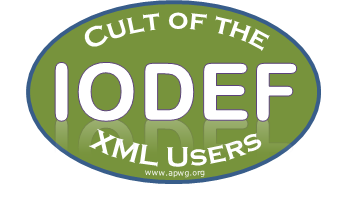 CULT OF THE
IODEF
XML USERS
www.apwg.org